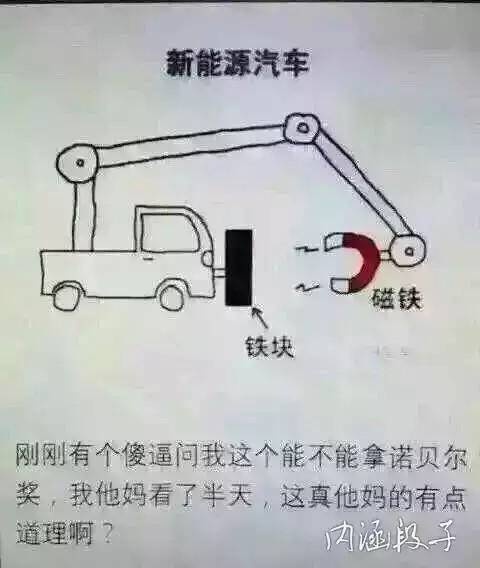 新能源汽车
磁铁
铁块
刚刚有个傻逼问我这个能不能拿诺贝尔
奖，我他妈看了半天，这真他妈的有点
道理啊？
内涵段子